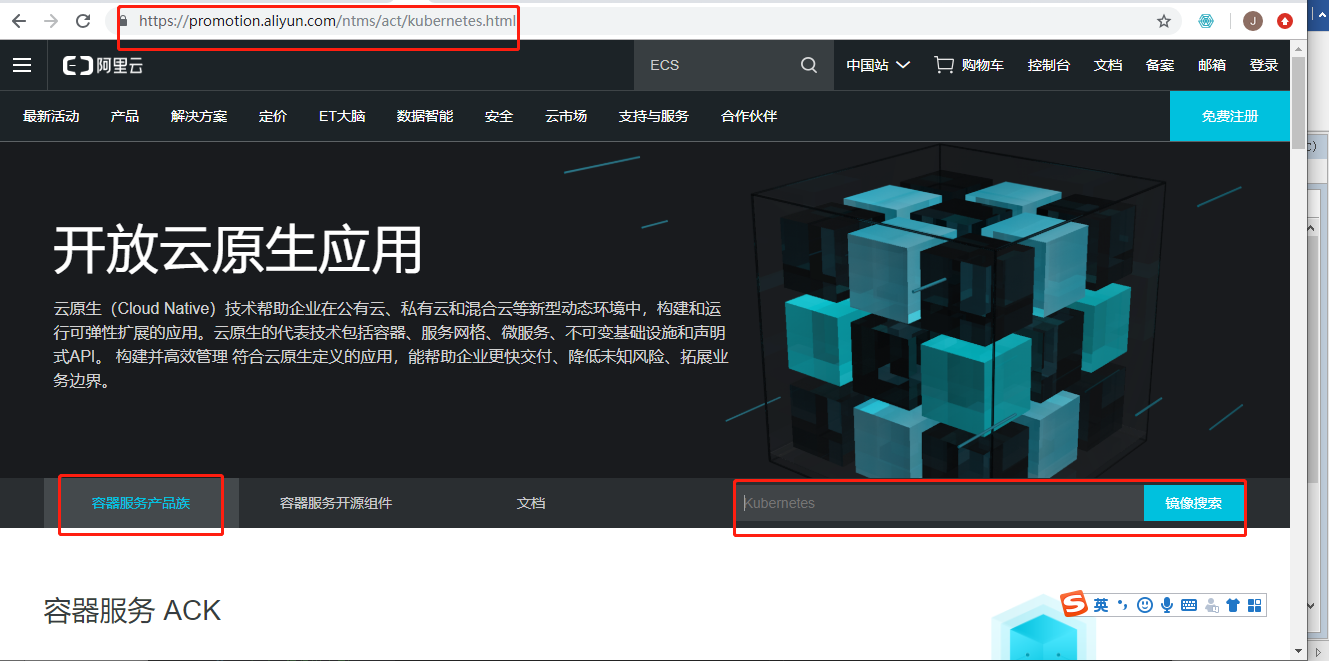 https://promotion.aliyun.com/ntms/act/kubernetes.html
J
阿里云
ECS
中国站
购物车
控制台
文档
备案
邮箱
登录
最新活动
产品
解决方案
定价
ET大脑
数据智能
安全
云市场
支持与服务
合作伙伴
免费注册
开放云原生应用
云原生（Cloud Native）技术帮助企业在公有云、私有云和混合云等新型动态环境中，构建和运
行可弹性扩展的应用。云原生的代表技术包括容器、服务网格、微服务、不可变基础设施和声明
式API。 构建并高效管理 符合云原生定义的应用，能帮助企业更快交付、降低未知风险、拓展业
务边界。
容器服务产品族
容器服务开源组件
文档
Kubernetes
镜像搜索
容器服务 ACK
S
英